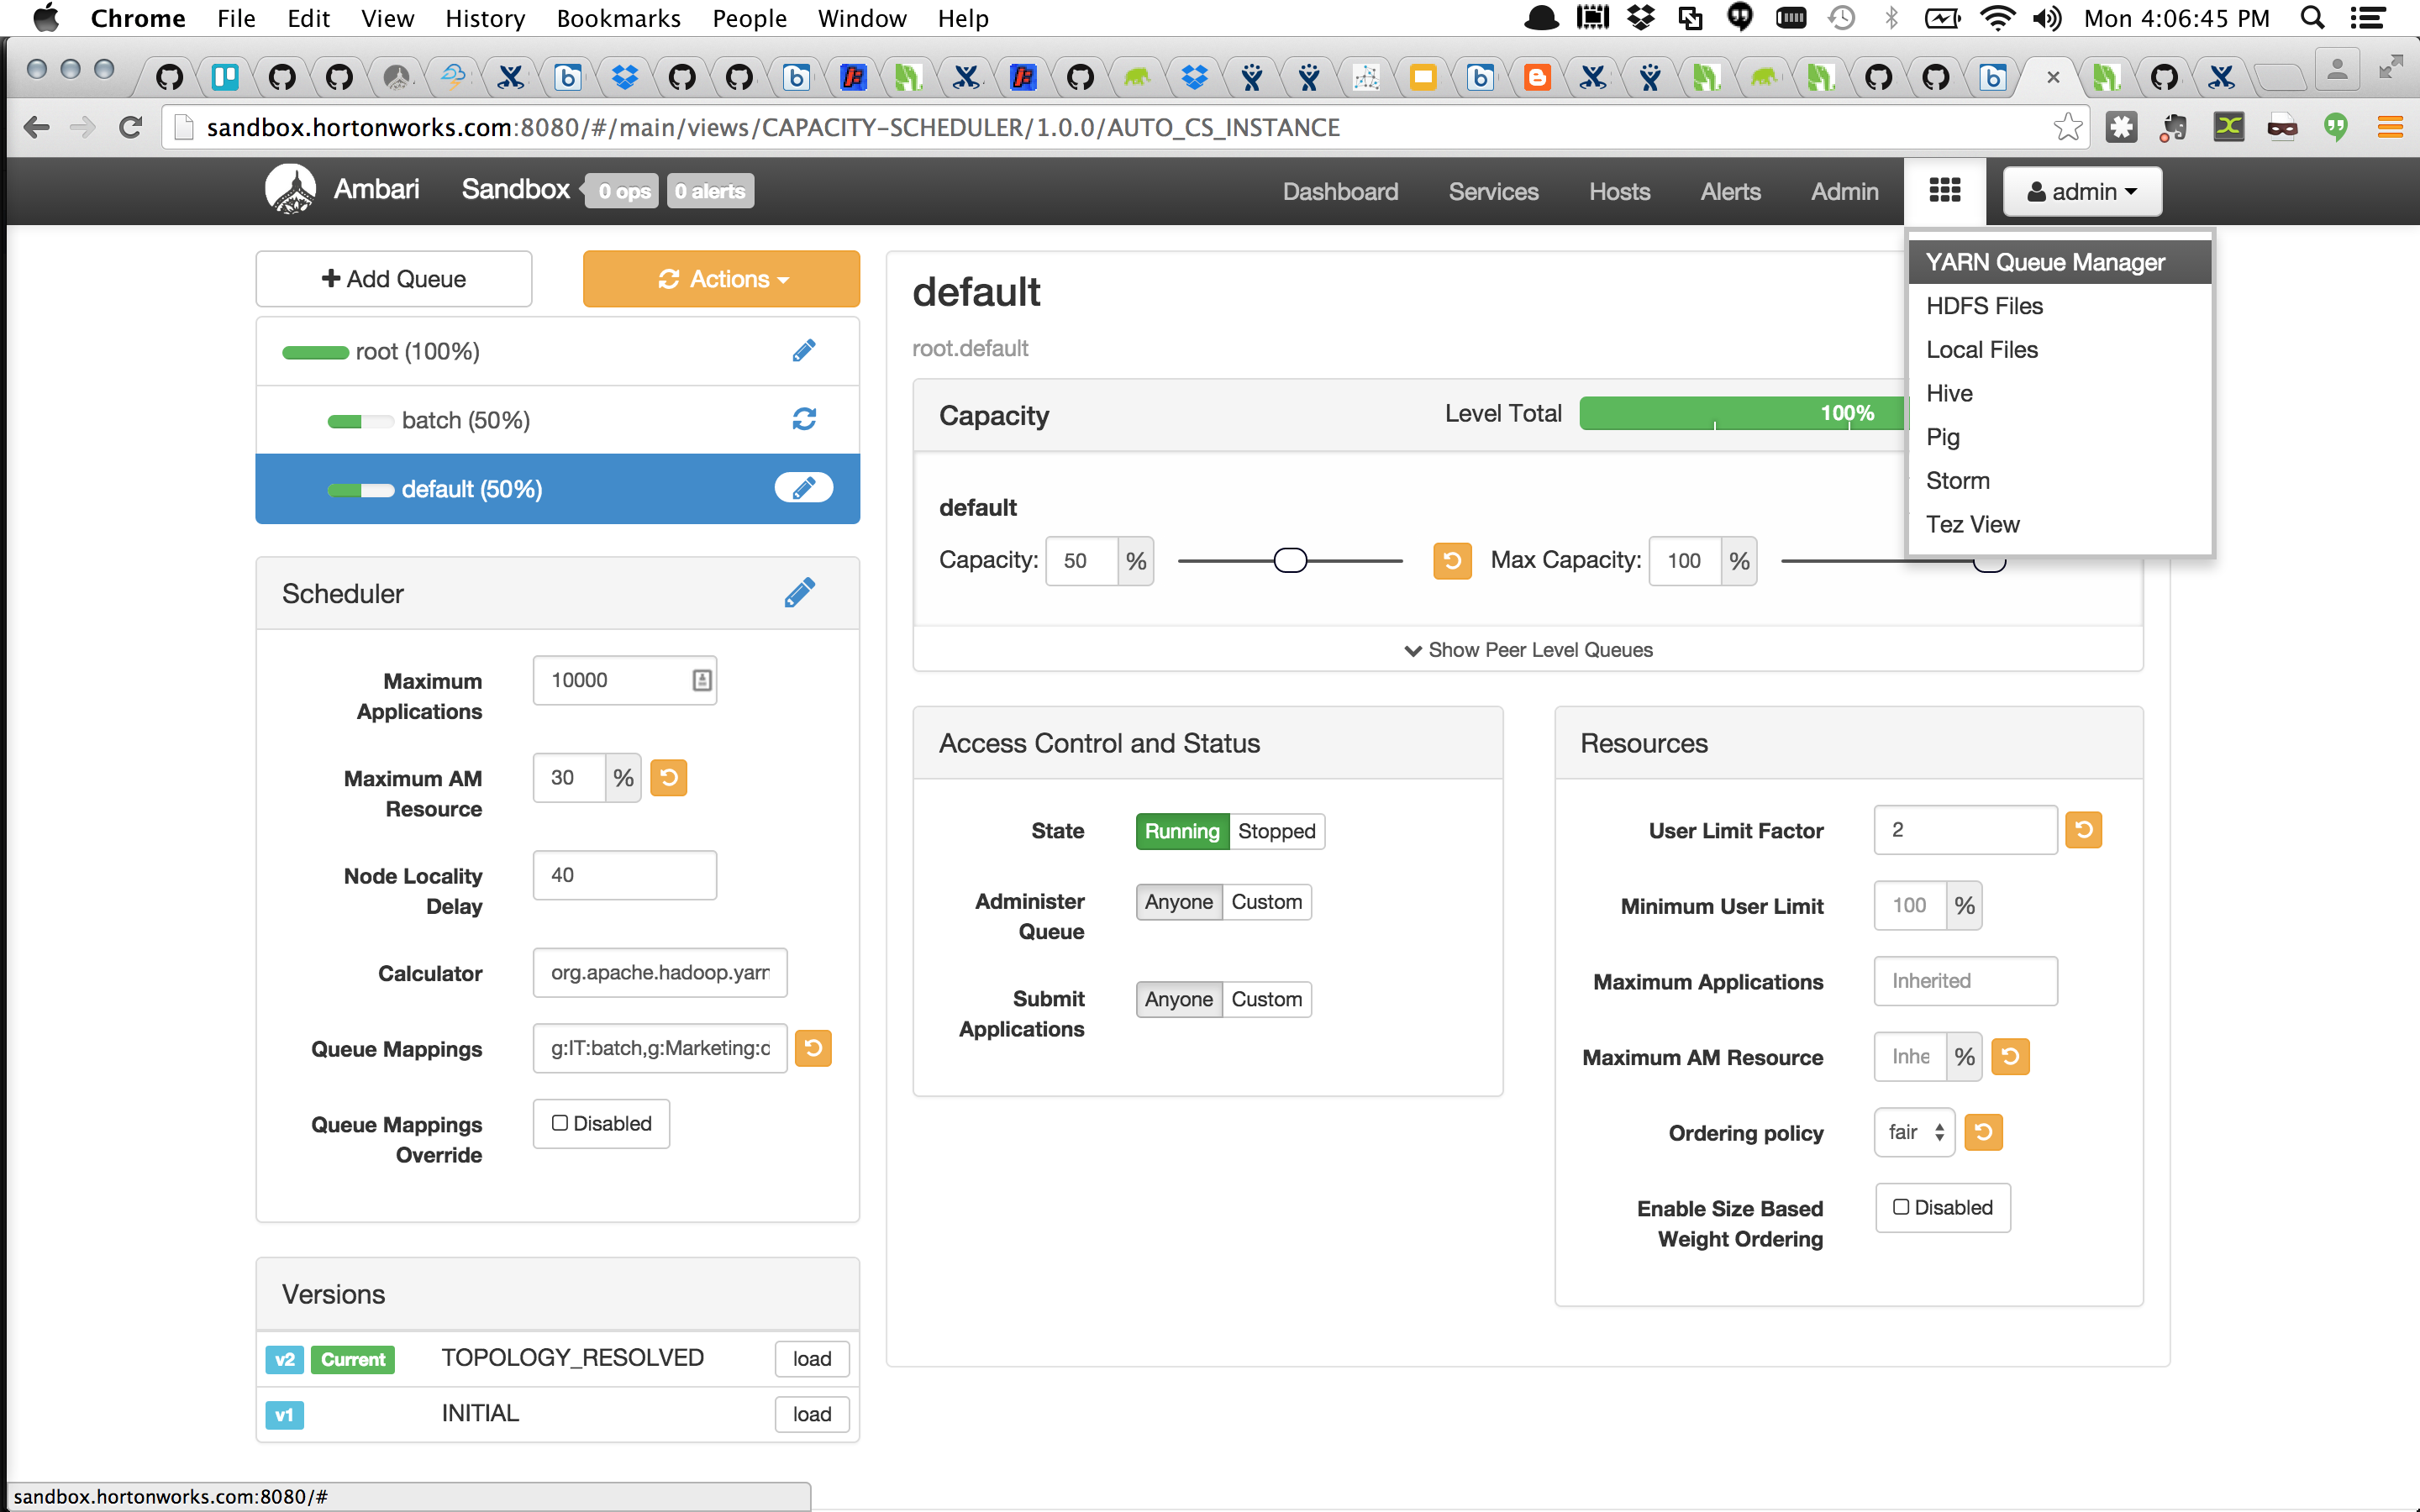 Chrome File Edit View History Bookmarks People Window Help Mon 4:06:45 PM
sandbox.hortonworks.com:8080/#/main/views/CAPACITY-SCHEDULER/1.0.0/AUTO_CS_INSTANCE
Ambari Sandbox 0 ops 0 alerts Dashboard Services Hosts Alerts Admin admin
YARN Queue Manager
HDFS Files
Local Files
Hive
Pig
Storm
Tez View
Add Queue Actions
root (100%)
batch (50%)
default (50%)
Scheduler
Maximum Applications 10000
Maximum AM Resource 30 %
Node Locality Delay 40
Calculator org.apache.hadoop.yarn
Queue Mappings g:IT:batch,g:Marketing:
Queue Mappings Override Disabled
Versions
v2 Current TOPOLOGY_RESOLVED load
v1 INITIAL load
default
root.default
Capacity Level Total 100%
default
Capacity: 50 % Max Capacity: 100 %
Show Peer Level Queues
Access Control and Status
State Running Stopped
Administer Queue Anyone Custom
Submit Applications Anyone Custom
Resources
User Limit Factor 2
Minimum User Limit 100 %
Maximum Applications Inherited
Maximum AM Resource Inhe %
Ordering policy fair
Enable Size Based Weight Ordering Disabled
sandbox.hortonworks.com:8080/#